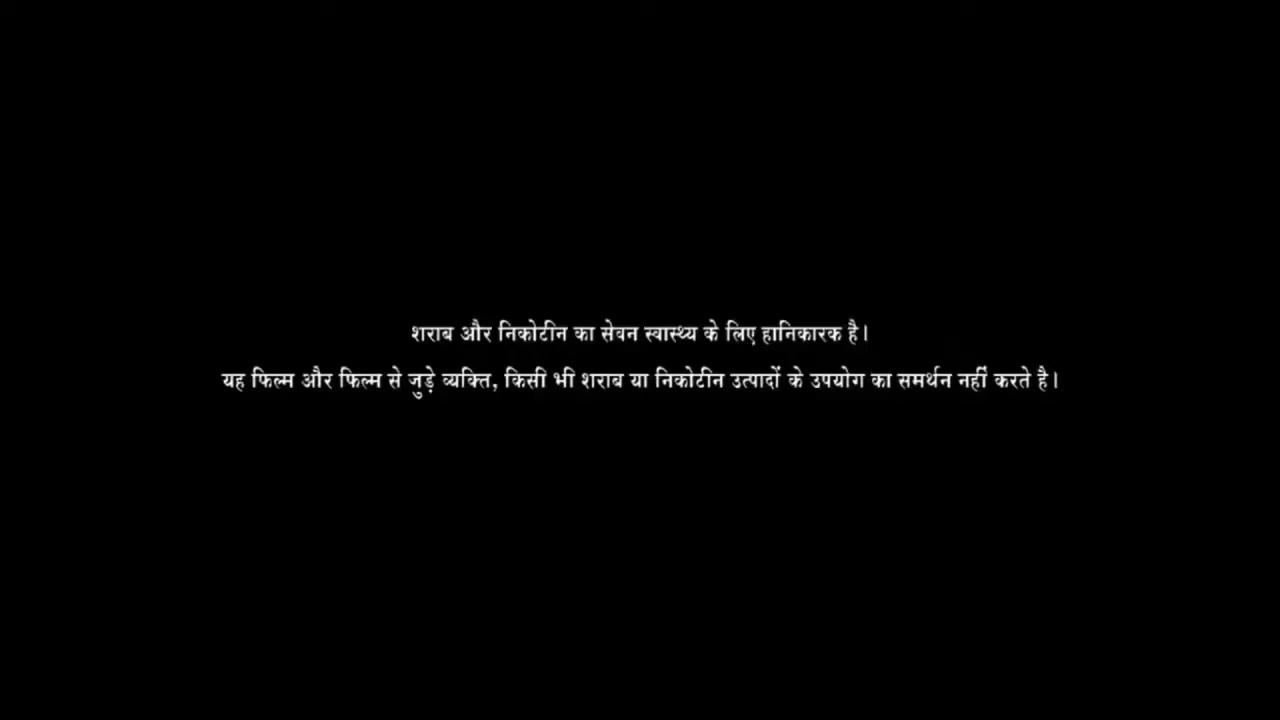 शराब और निकोटीन का सेवन स्वास्थ्य के लिए हानिकारक है।
यह फिल्म और फिल्म से जुड़े व्यक्ति, किसी भी शराब या निकोटीन उत्पादों के उपयोग का समर्थन नहीं करते है।